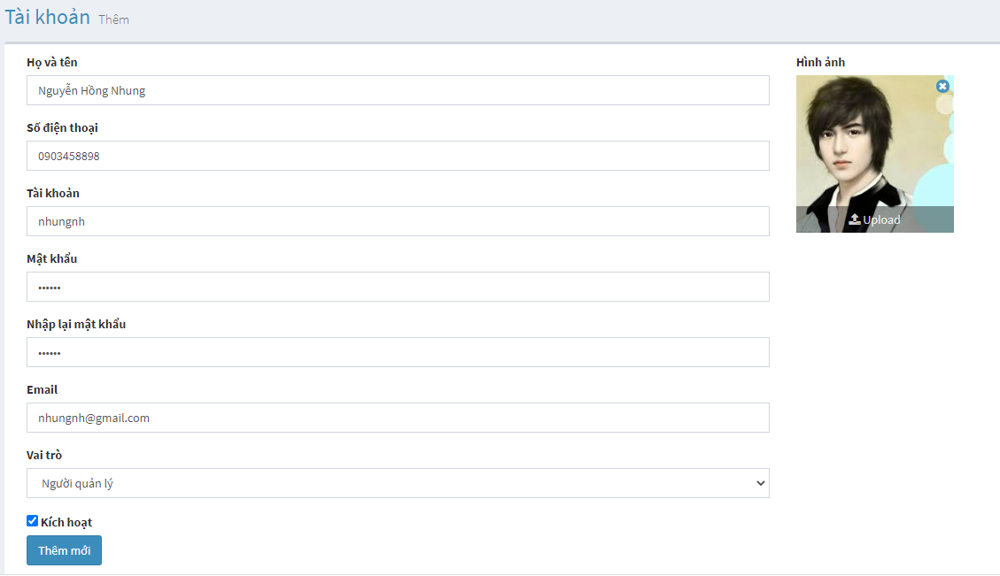 Tài khoản Thêm
Họ và tên
Hình ảnh
Nguyễn Hồng Nhung
Số điện thoại
0903458898
Tài khoản
nhungnh
Upload
Mật khẩu
••••••
Nhập lại mật khẩu
••••••
Email
nhungnh@gmail.com
Vai trò
Người quản lý
Kích hoạt
Thêm mới